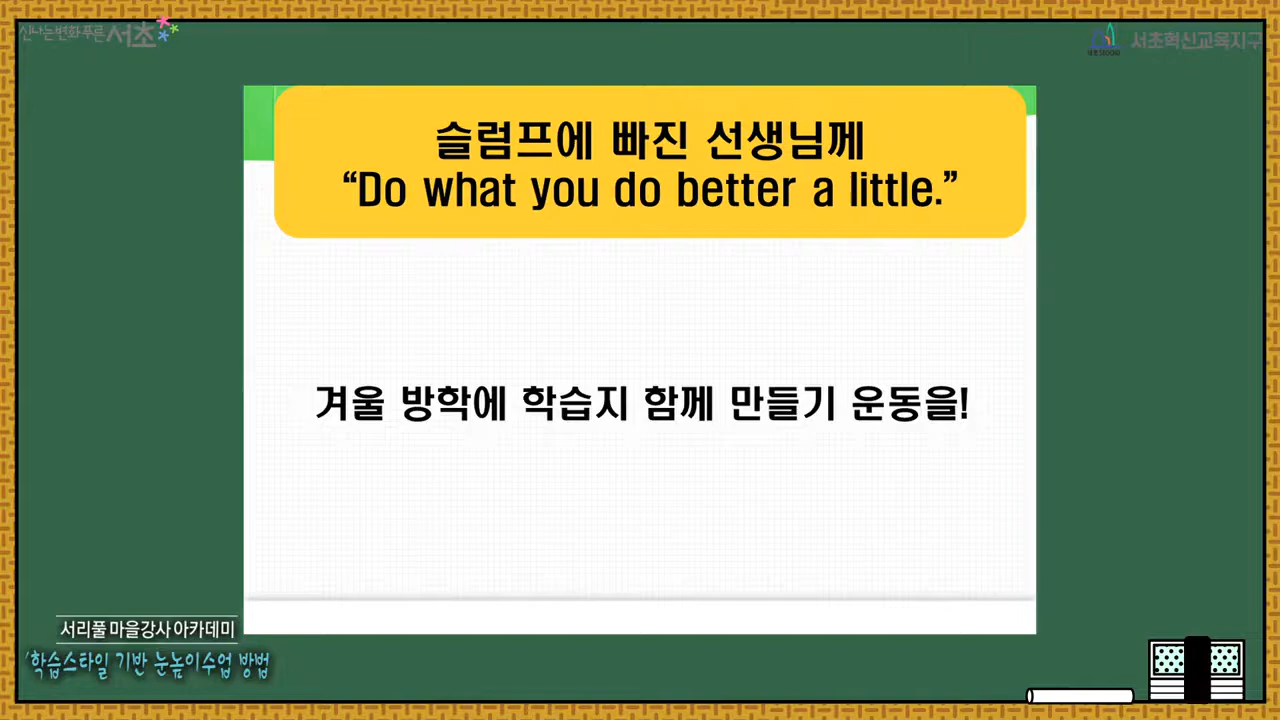 신나는변화 푸른 서초
서초혁신교육지구
슬럼프에 빠진 선생님께
“Do what you do better a little.”
겨울 방학에 학습지 함께 만들기 운동을!
서리풀 마을강사 아카데미
'학습스타일 기반 눈높이수업 방법